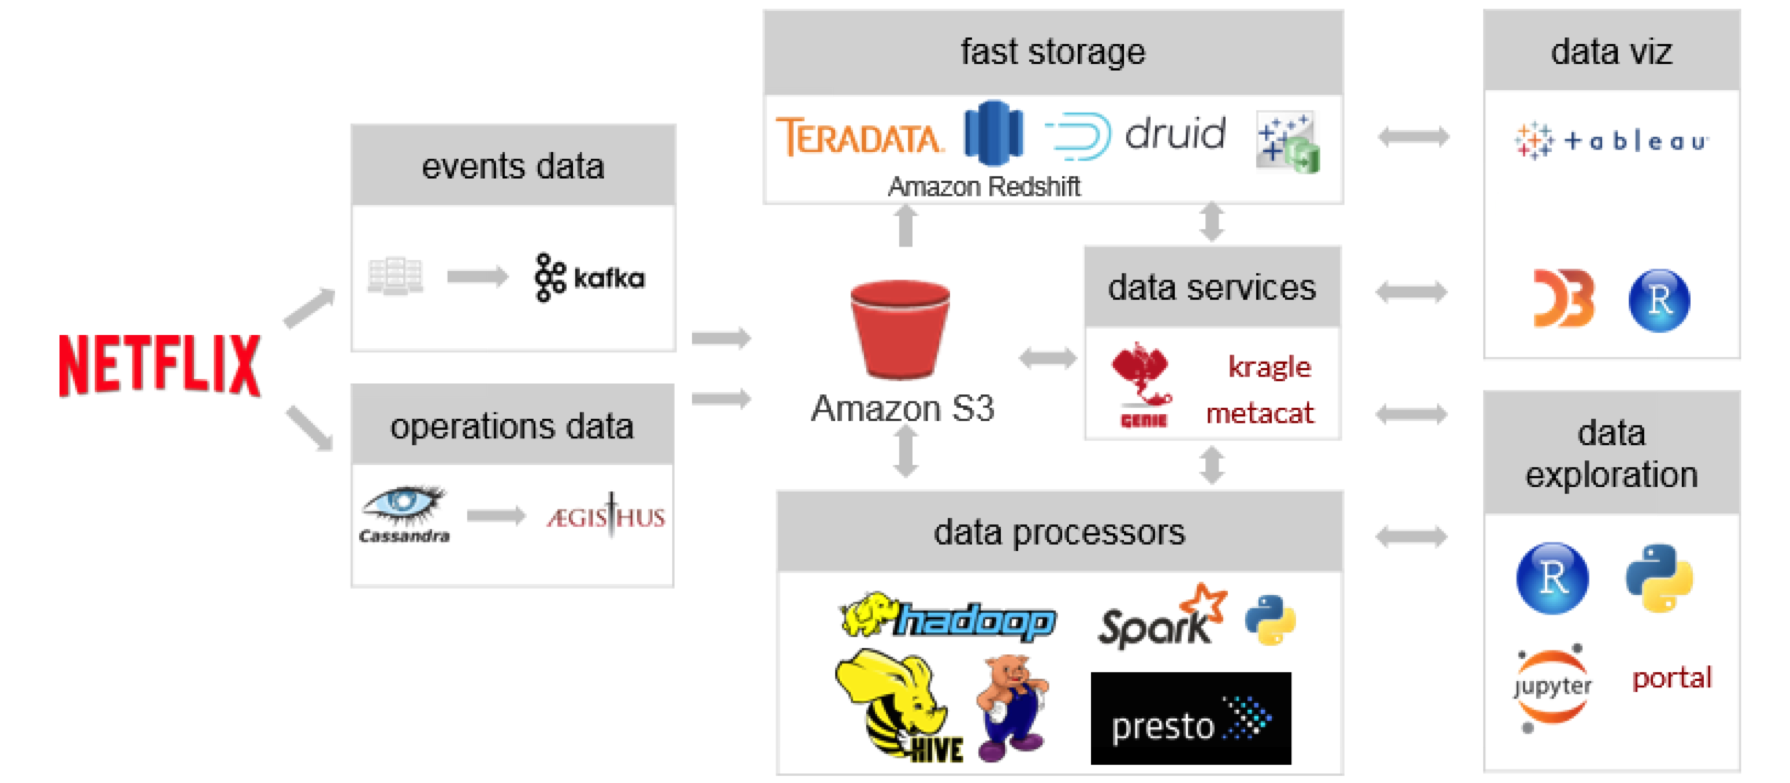 NETFLIX
events data
kafka
operations data
Cassandra
ÆGISTHUS
fast storage
TERADATA
Amazon Redshift
druid
Amazon S3
data services
GENIE
kragle
metacat
data processors
hadoop
Spark
HIVE
presto
data viz
+ a b l e a u
D3
R
data
exploration
R
jupyter
portal